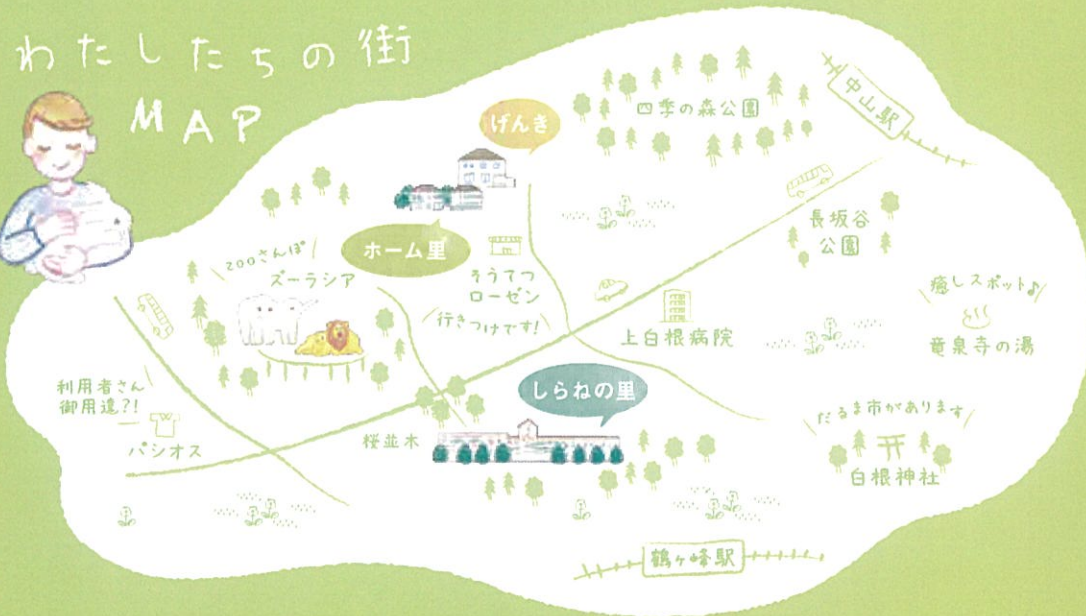 わたしたちの街
MAP
げんき
四季の森公園
中山駅
ホーム里
そうてつ
ローゼン
行きつけです!
zooさんぽ
ズーラシア
長坂谷
公園
上白根病院
癒しスポット♪
竜泉寺の湯
利用者さん
御用達?!
パシオス
桜並木
しらねの里
だるま市があります
白根神社
鶴ヶ峰駅